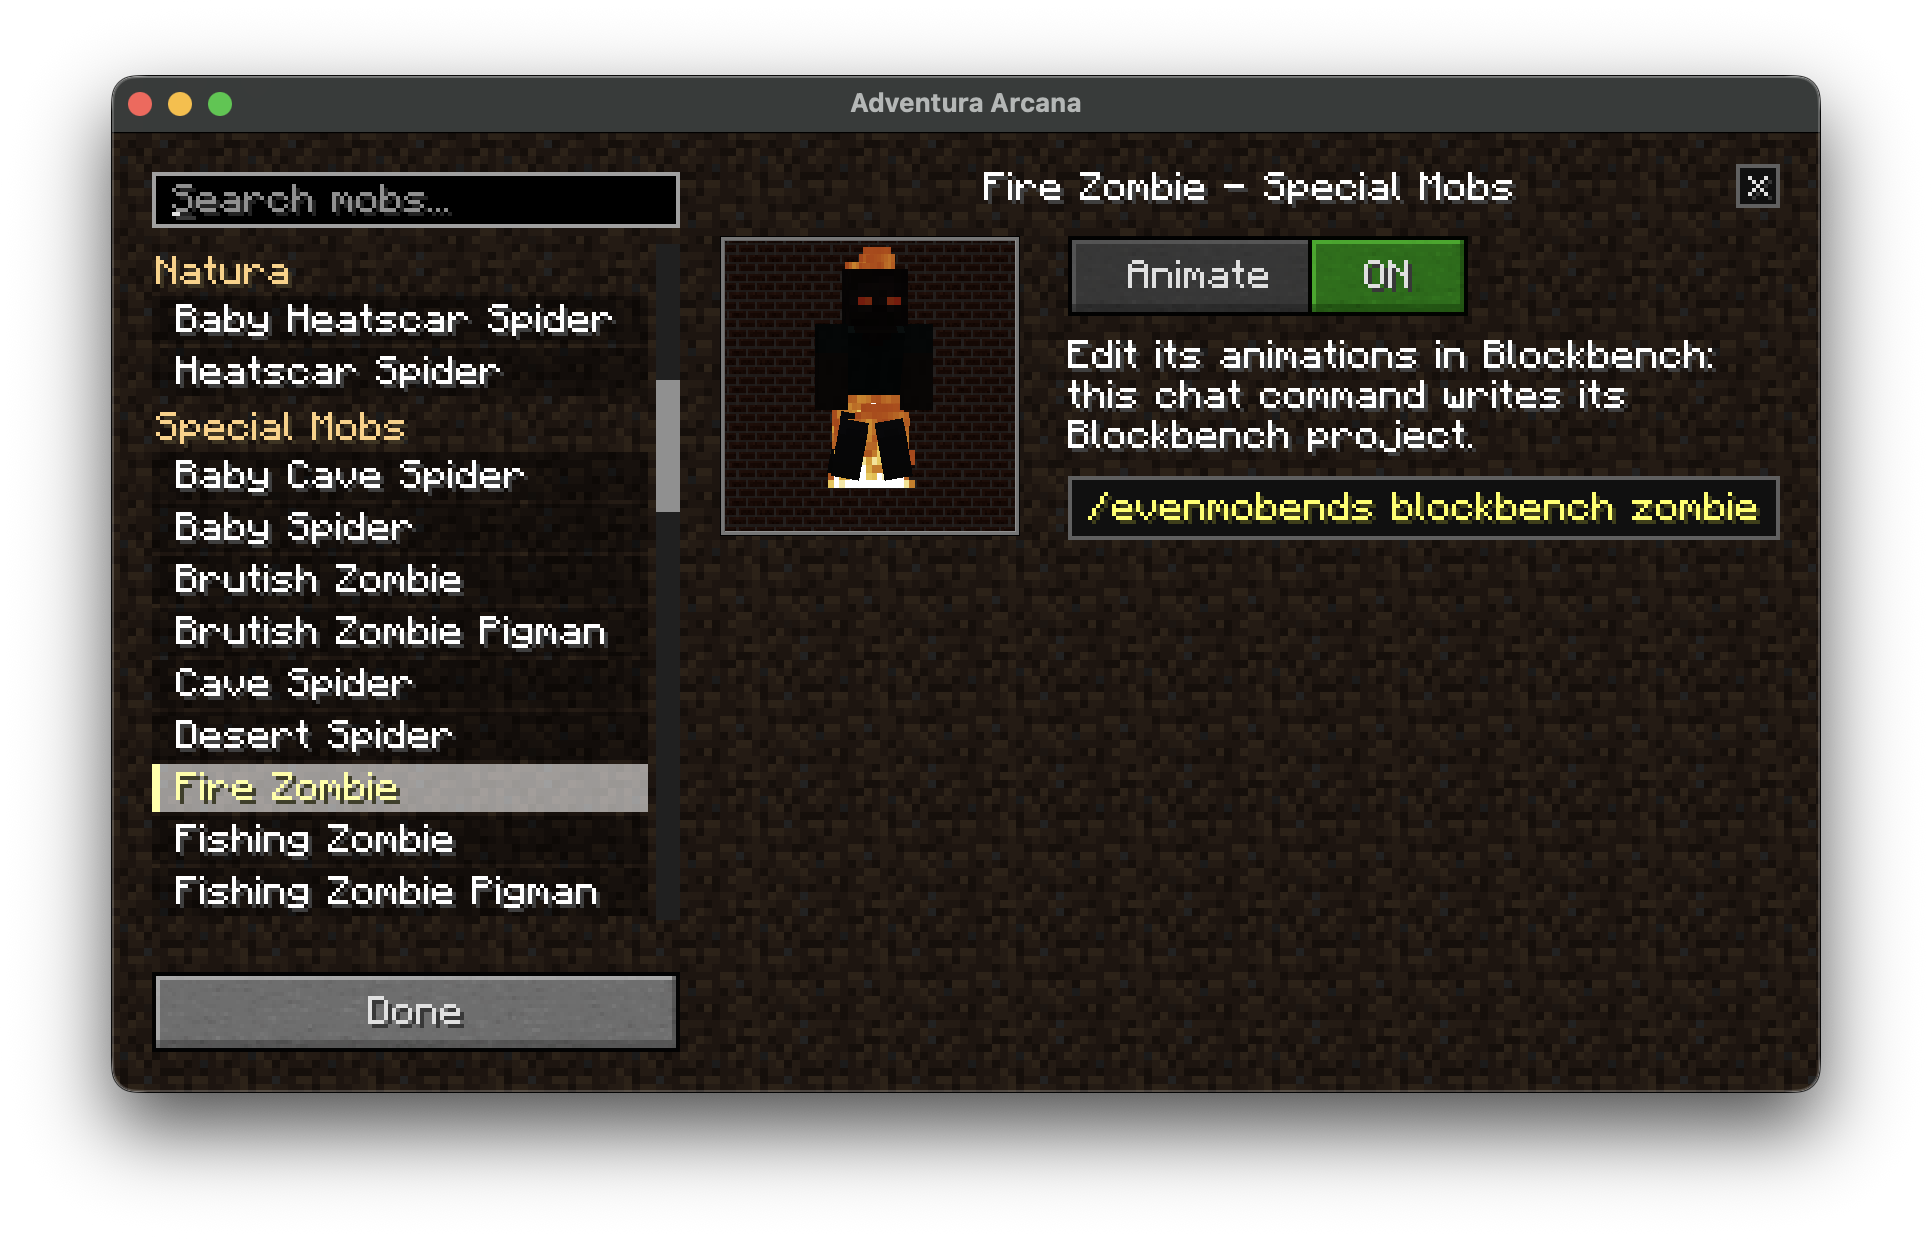 Adventura Arcana
Search mobs...
Natura
Baby Heatscar Spider
Heatscar Spider
Special Mobs
Baby Cave Spider
Baby Spider
Brutish Zombie
Brutish Zombie Pigman
Cave Spider
Desert Spider
Fire Zombie
Fishing Zombie
Fishing Zombie Pigman
Done
Fire Zombie - Special Mobs
X
Animate ON
Edit its animations in Blockbench:
this chat command writes its
Blockbench project.
/evenmobends blockbench zombie